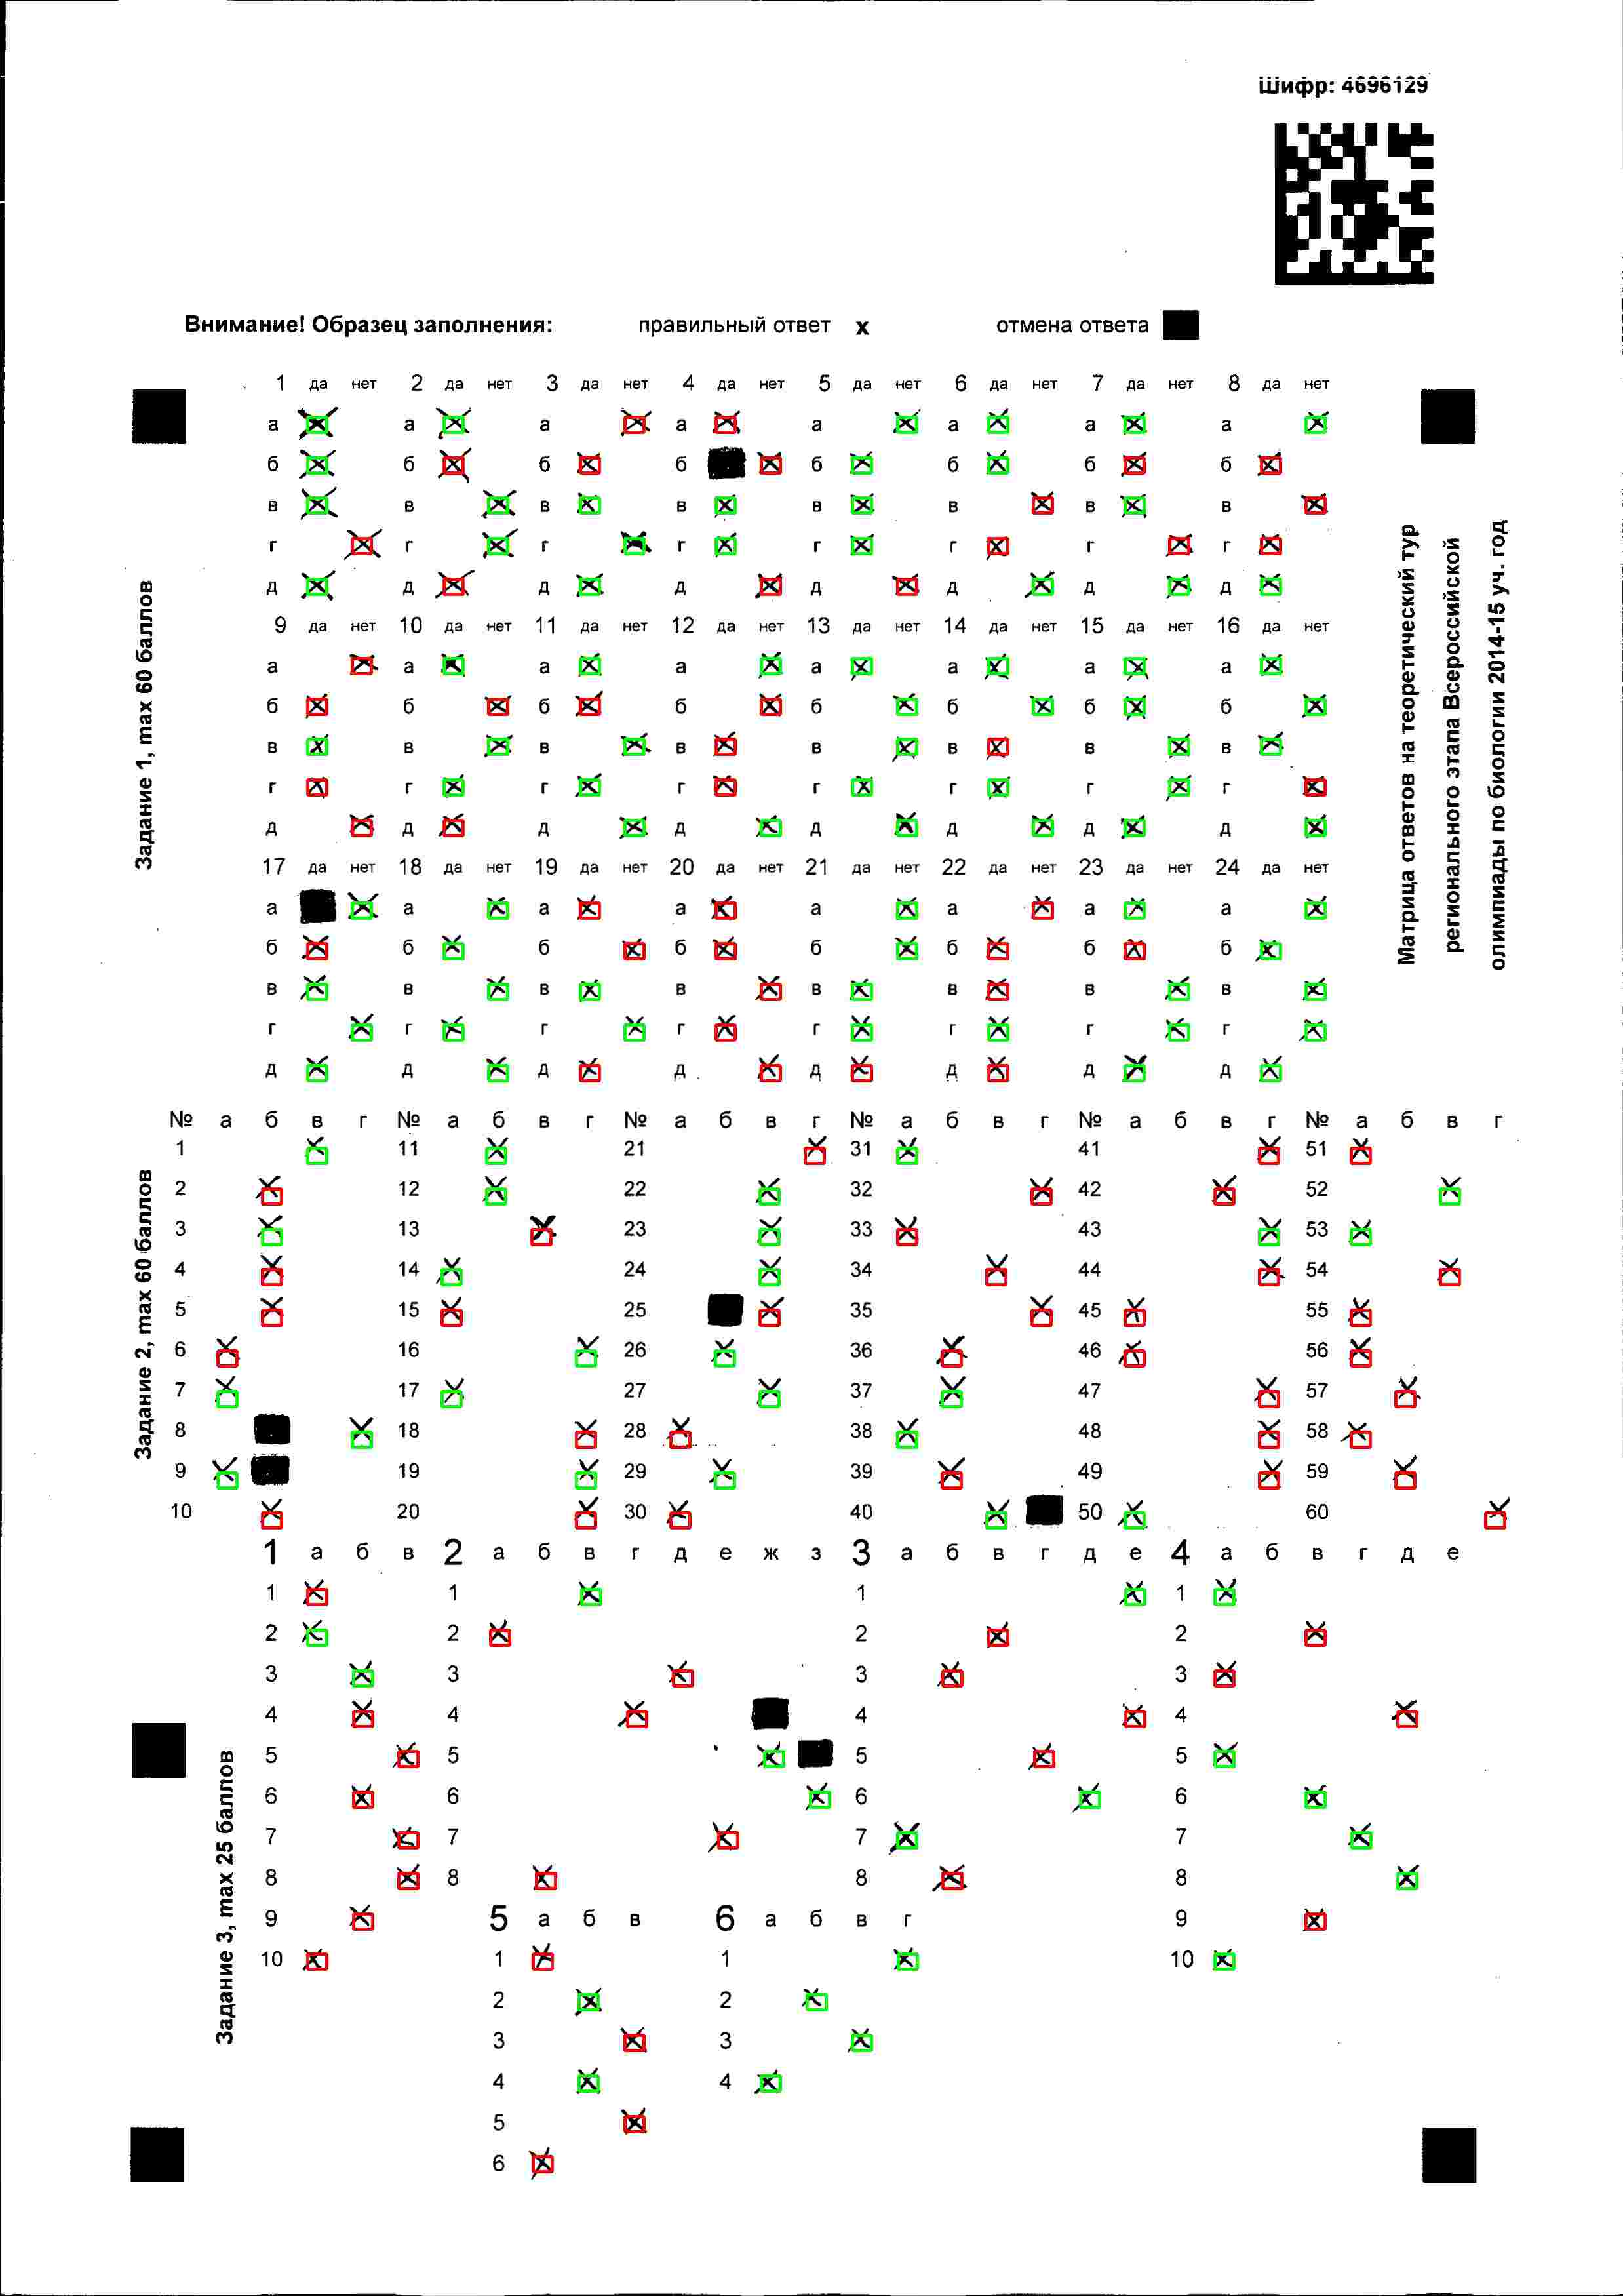 Шифр: 4696129
Внимание! Образец заполнения: правильный ответ х отмена ответа
1 да нет 2 да нет 3 да нет 4 да нет 5 да нет 6 да нет 7 да нет 8 да нет
а а а а а а а а
б б б б б б б б
в в в в в в в в
г г г г г г г г
д д д д д д д д
9 да нет 10 да нет 11 да нет 12 да нет 13 да нет 14 да нет 15 да нет 16 да нет
а а а а а а а а
б б б б б б б б
в в в в в в в в
г г г г г г г г
д д д д д д д д
17 да нет 18 да нет 19 да нет 20 да нет 21 да нет 22 да нет 23 да нет 24 да нет
а а а а а а а а
б б б б б б б б
в в в в в в в в
г г г г г г г г
д д д д д д д д
№ а б в г № а б в г № а б в г № а б в г № а б в г № а б в г
1 11 21 31 41 51
2 12 22 32 42 52
3 13 23 33 43 53
4 14 24 34 44 54
5 15 25 35 45 55
6 16 26 36 46 56
7 17 27 37 47 57
8 18 28 38 48 58
9 19 29 39 49 59
10 20 30 40 50 60
1 а б в 2 а б в г д е ж з 3 а б в г д е 4 а б в г д е
1 1 1 1
2 2 2 2
3 3 3 3
4 4 4 4
5 5 5 5
6 6 6 6
7 7 7 7
8 8 8 8
9 5 а б в 6 а б в г 9
10 1 1 10
2 2
3 3
4 4
5
6
Задание 1, max 60 баллов
Задание 2, max 60 баллов
Задание 3, max 25 баллов
Матрица ответов на теоретический тур
регионального этапа Всероссийской
олимпиады по биологии 2014-15 уч. год